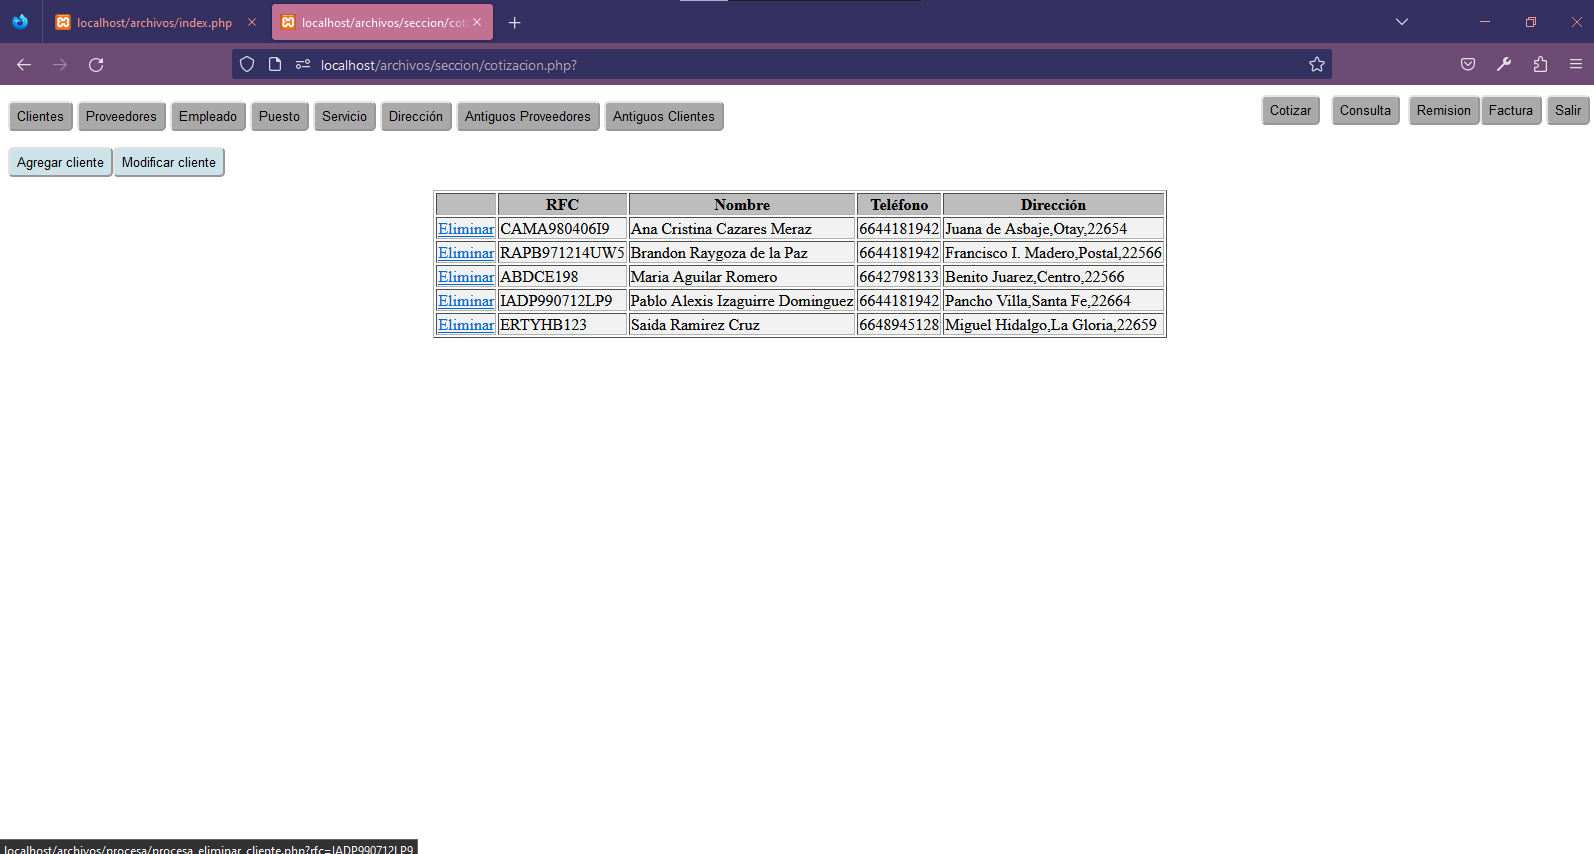 localhost/archivos/index.php localhost/archivos/seccion/coti
localhost/archivos/seccion/cotizacion.php?
Clientes Proveedores Empleado Puesto Servicio Dirección Antiguos Proveedores Antiguos Clientes Cotizar Consulta Remision Factura Salir
Agregar cliente Modificar cliente
RFC Nombre Teléfono Dirección
Eliminar CAMA980406I9 Ana Cristina Cazares Meraz 6644181942 Juana de Asbaje,Otay,22654
Eliminar RAPB971214UW5 Brandon Raygoza de la Paz 6644181942 Francisco I. Madero,Postal,22566
Eliminar ABDCE198 Maria Aguilar Romero 6642798133 Benito Juarez,Centro,22566
Eliminar IADP990712LP9 Pablo Alexis Izaguirre Dominguez 6644181942 Pancho Villa,Santa Fe,22664
Eliminar ERTYHB123 Saida Ramirez Cruz 6648945128 Miguel Hidalgo,La Gloria,22659
localhost/archivos/procesa/procesa_eliminar_cliente.php?rfc=IADP990712LP9